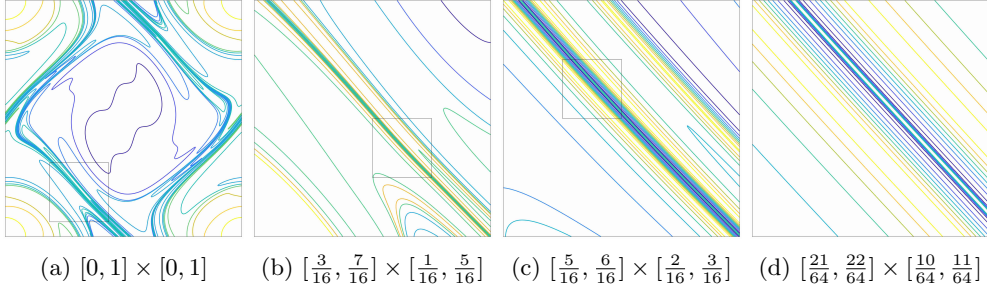 (a) [0, 1] × [0, 1]
(b) [3/16, 7/16] × [1/16, 5/16]
(c) [5/16, 6/16] × [2/16, 3/16]
(d) [21/64, 22/64] × [10/64, 11/64]